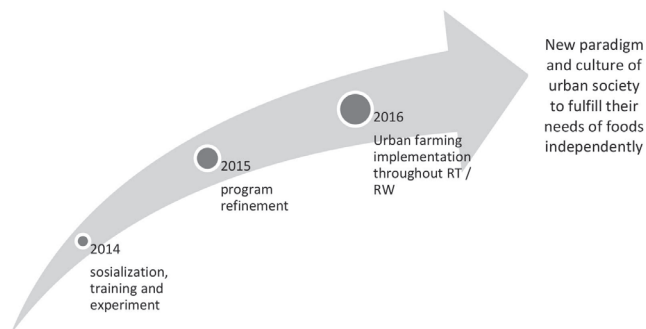 New paradigm
and culture of
urban society
to fulfill their
needs of foods
independently
2016
Urban farming
implementation
throughout RT /
RW
2015
program
refinement
2014
sosialization,
training and
experiment